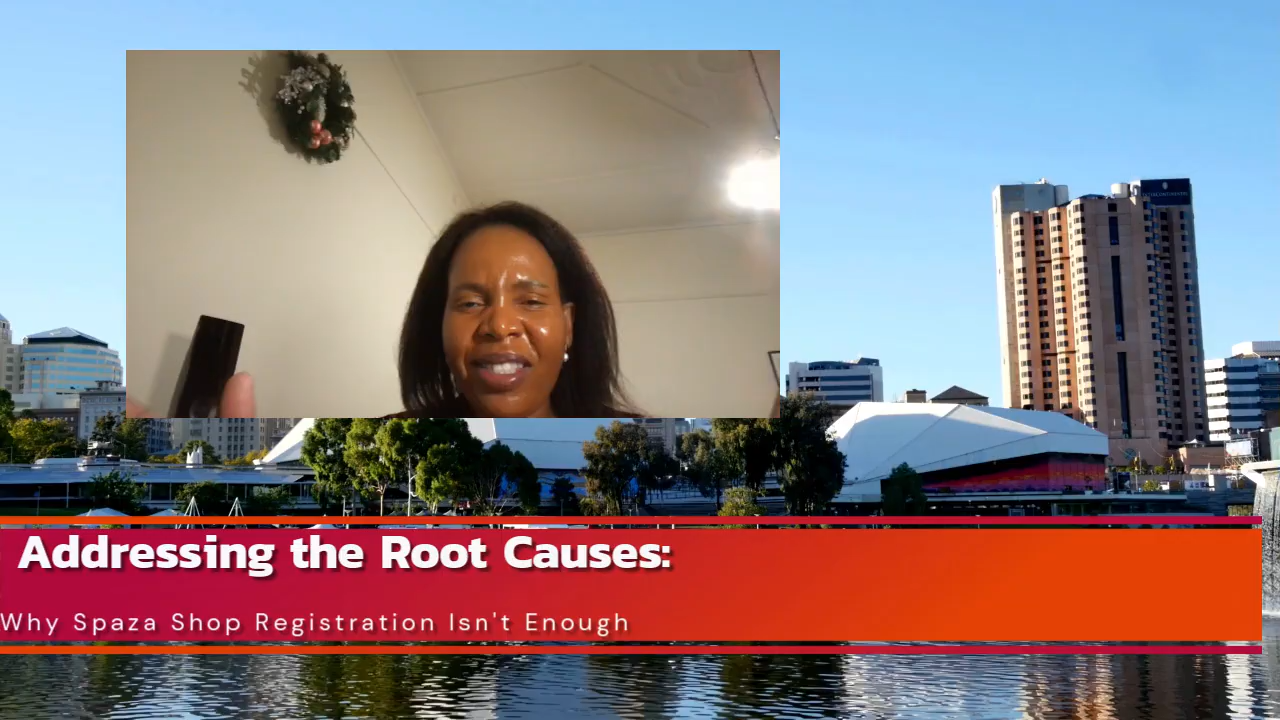 Addressing the Root Causes:
Why Spaza Shop Registration Isn't Enough